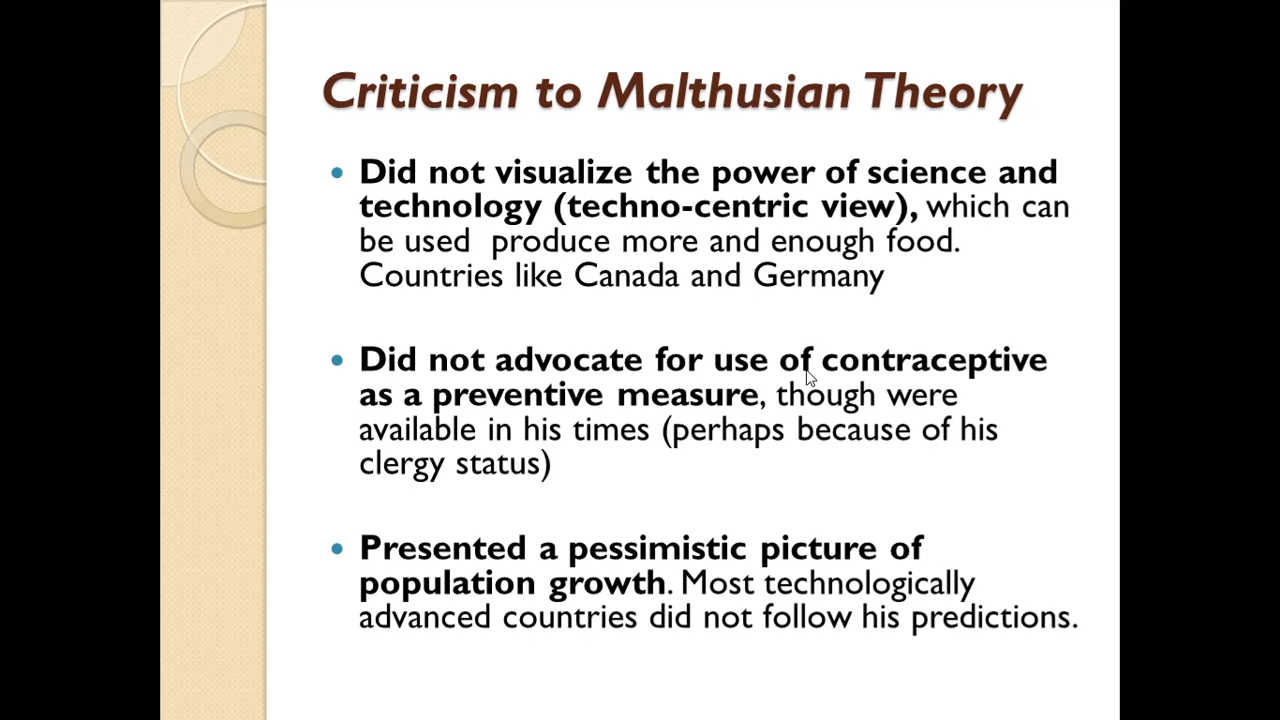 Criticism to Malthusian Theory
• Did not visualize the power of science and
technology (techno-centric view), which can
be used produce more and enough food.
Countries like Canada and Germany
• Did not advocate for use of contraceptive
as a preventive measure, though were
available in his times (perhaps because of his
clergy status)
• Presented a pessimistic picture of
population growth. Most technologically
advanced countries did not follow his predictions.